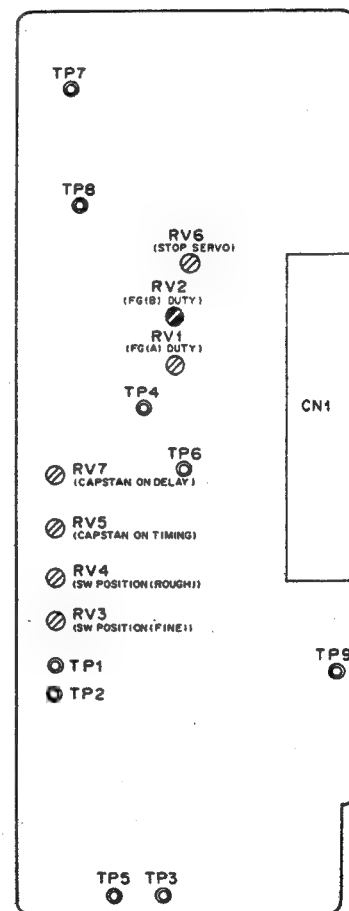 TP7
TP8
RV6
(STOP SERVO)
RV2
(FG(B) DUTY)
RV1
(FG(A) DUTY)
TP4
CN1
TP6
RV7
(CAPSTAN ON DELAY)
RV5
(CAPSTAN ON TIMING)
RV4
(SW POSITION(ROUGH))
RV3
(SW POSITION(FINE))
TP1
TP9
TP2
TP5 TP3